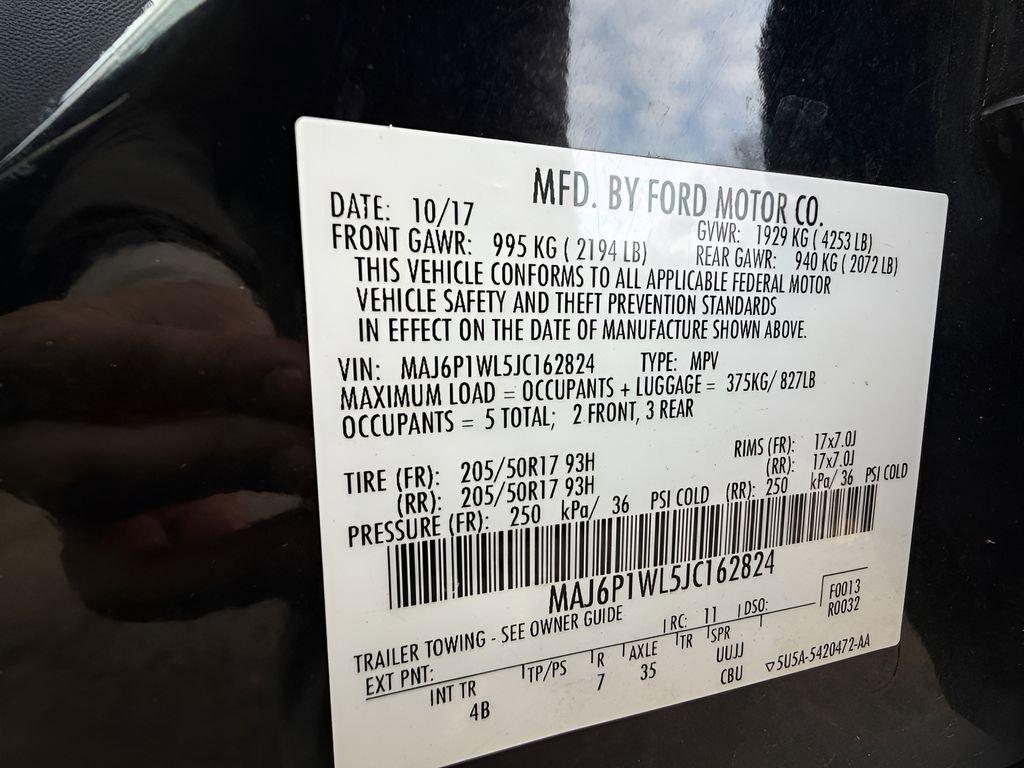 MFD. BY FORD MOTOR CO.
DATE: 10/17 GVWR: 1929 KG ( 4253 LB)
FRONT GAWR: 995 KG ( 2194 LB) REAR GAWR: 940 KG ( 2072 LB)
THIS VEHICLE CONFORMS TO ALL APPLICABLE FEDERAL MOTOR
VEHICLE SAFETY AND THEFT PREVENTION STANDARDS
IN EFFECT ON THE DATE OF MANUFACTURE SHOWN ABOVE.
VIN: MAJ6P1WL5JC162824 TYPE: MPV
MAXIMUM LOAD = OCCUPANTS + LUGGAGE = 375KG/ 827LB
OCCUPANTS = 5 TOTAL; 2 FRONT, 3 REAR
TIRE (FR): 205/50R17 93H RIMS (FR): 17x7.0J
(RR): 205/50R17 93H (RR): 17x7.0J
PRESSURE (FR): 250 kPa/ 36 PSI COLD (RR): 250 kPa/ 36 PSI COLD
MAJ6P1WL5JC162824
TRAILER TOWING - SEE OWNER GUIDE F0013
EXT PNT: RC: 11 DSO: R0032
INT TR TP/PS R AXLE TR SPR
4B 7 35 UUJJ
CBU ▽5U5A-5420472-AA